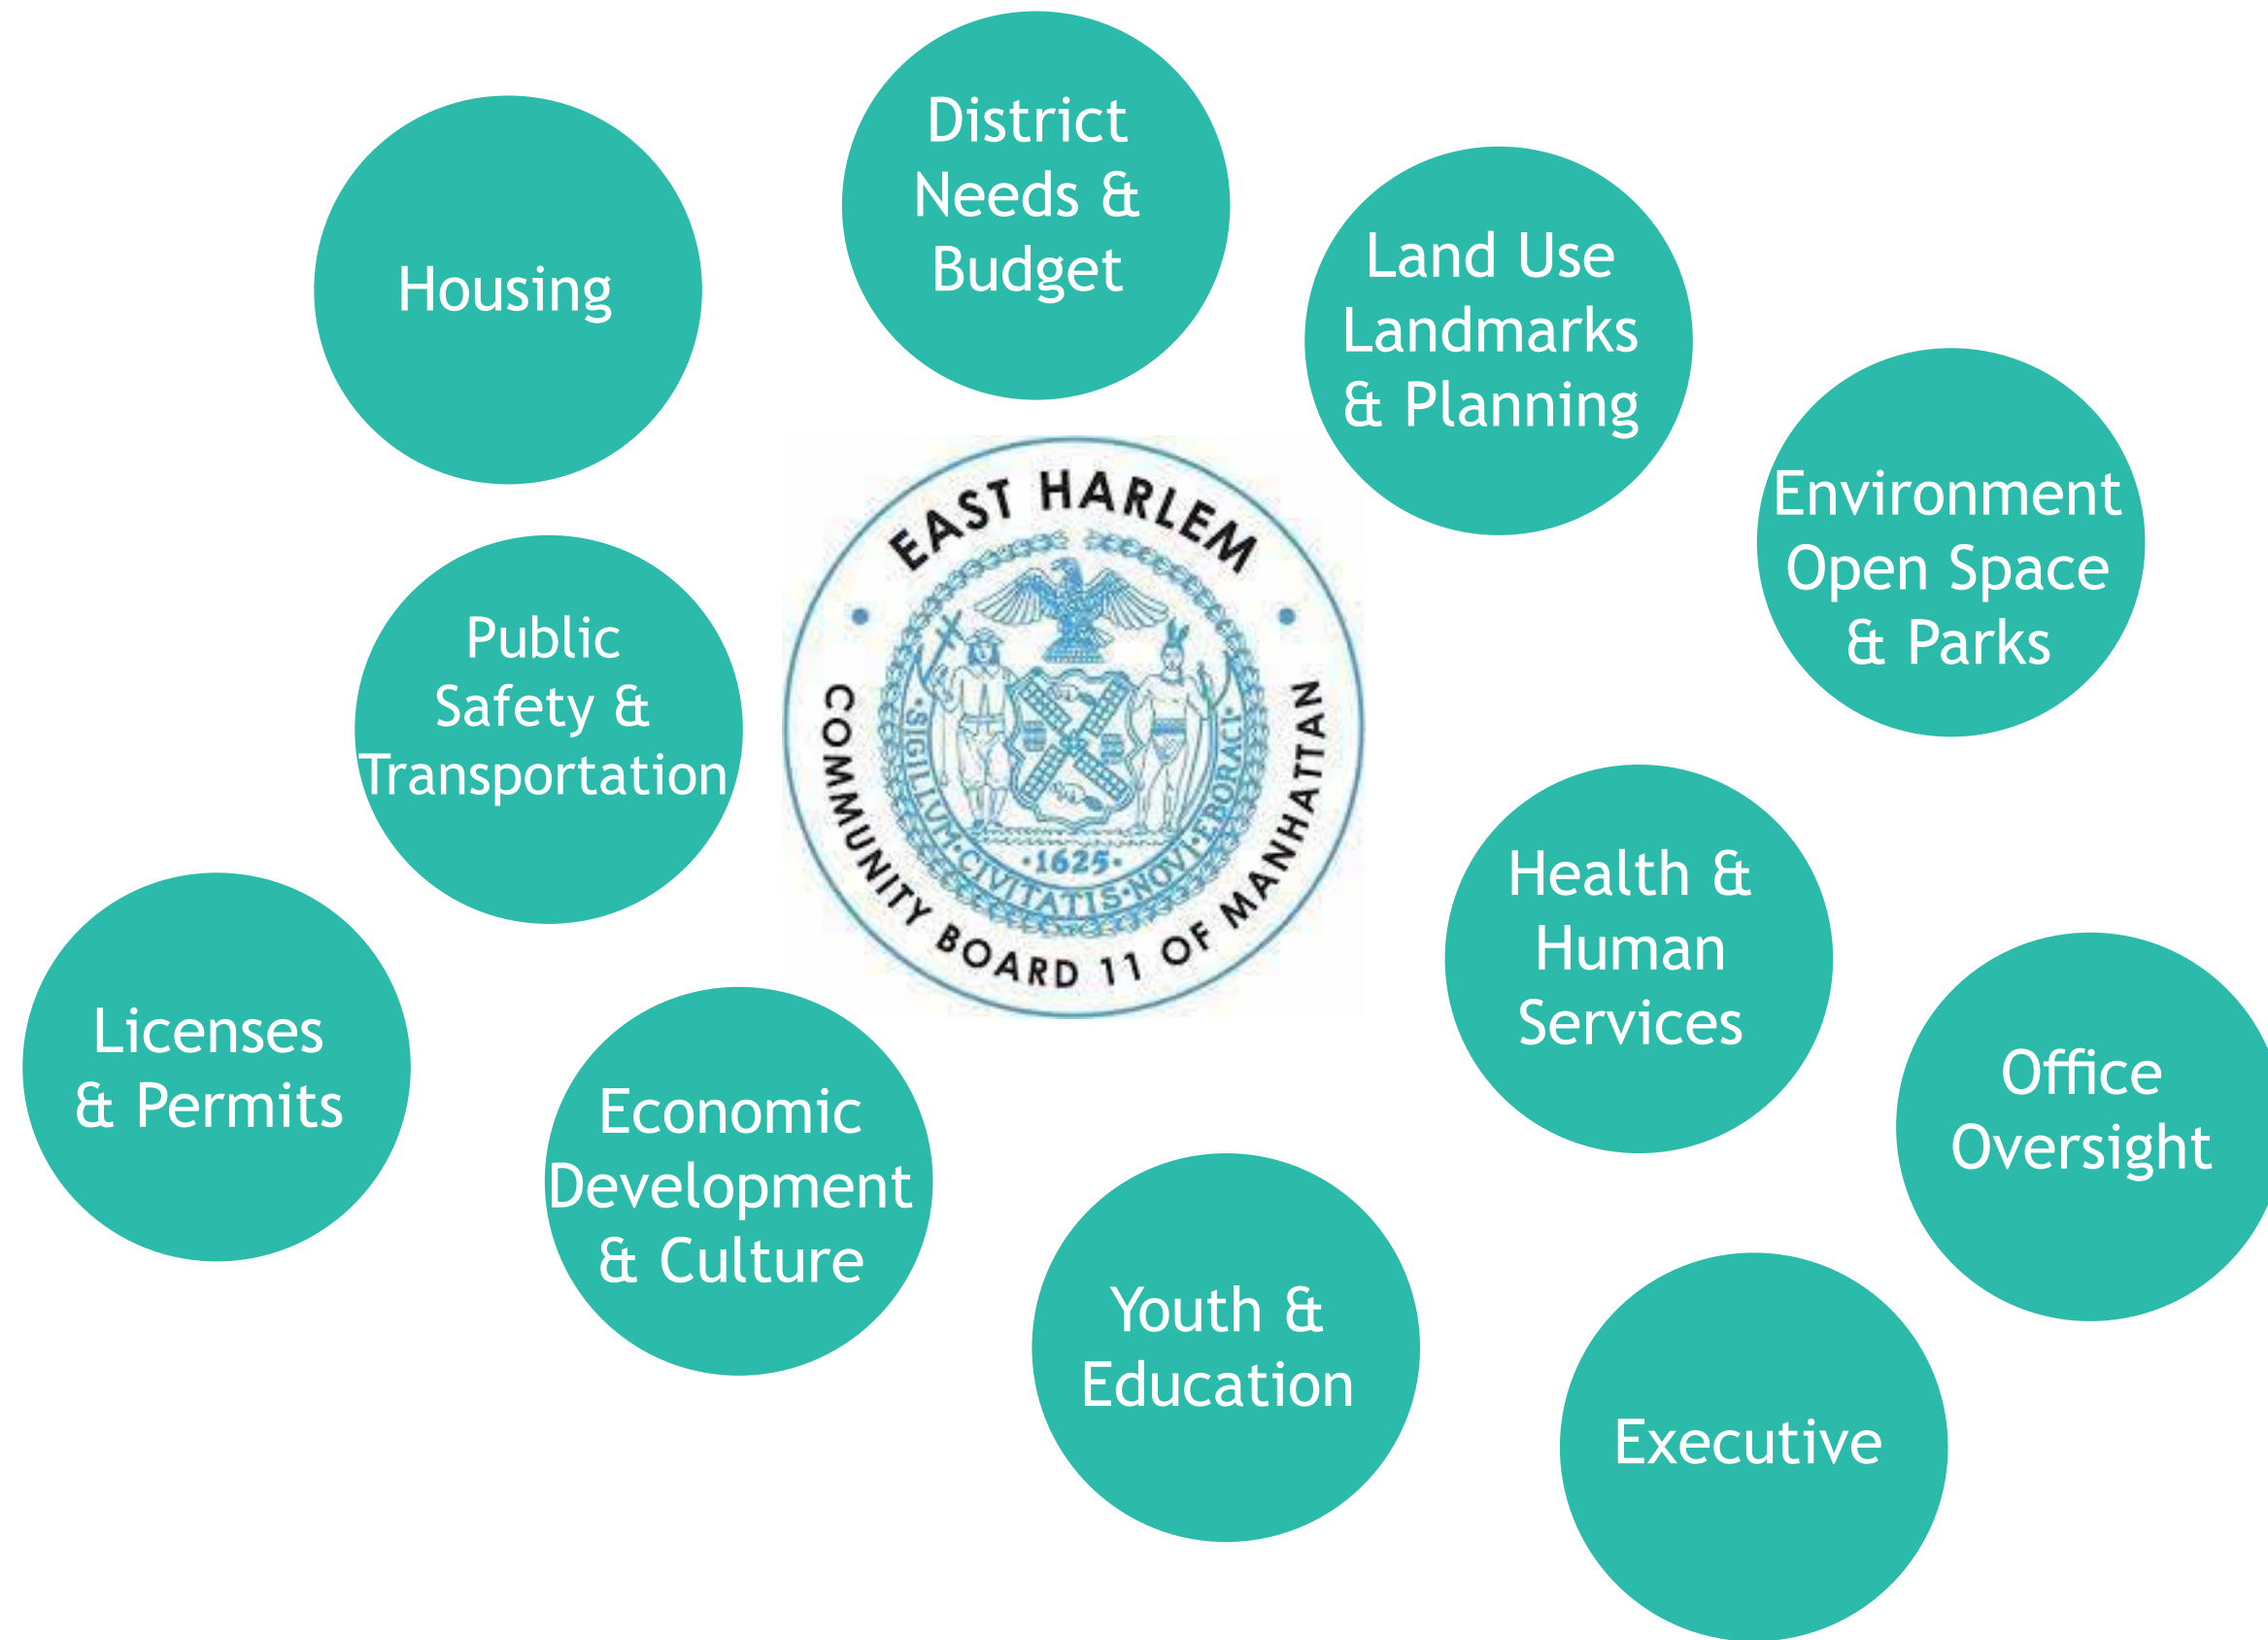 District
Needs &
Budget
Housing
Land Use
Landmarks
& Planning
Environment
Open Space
& Parks
EAST HARLEM
COMMUNITY BOARD 11 OF MANHATTAN
SIGILLUM·CIVITATIS·NOVI·EBORACI
·1625·
Public
Safety &
Transportation
Health &
Human
Services
Licenses
& Permits
Office
Oversight
Economic
Development
& Culture
Youth &
Education
Executive